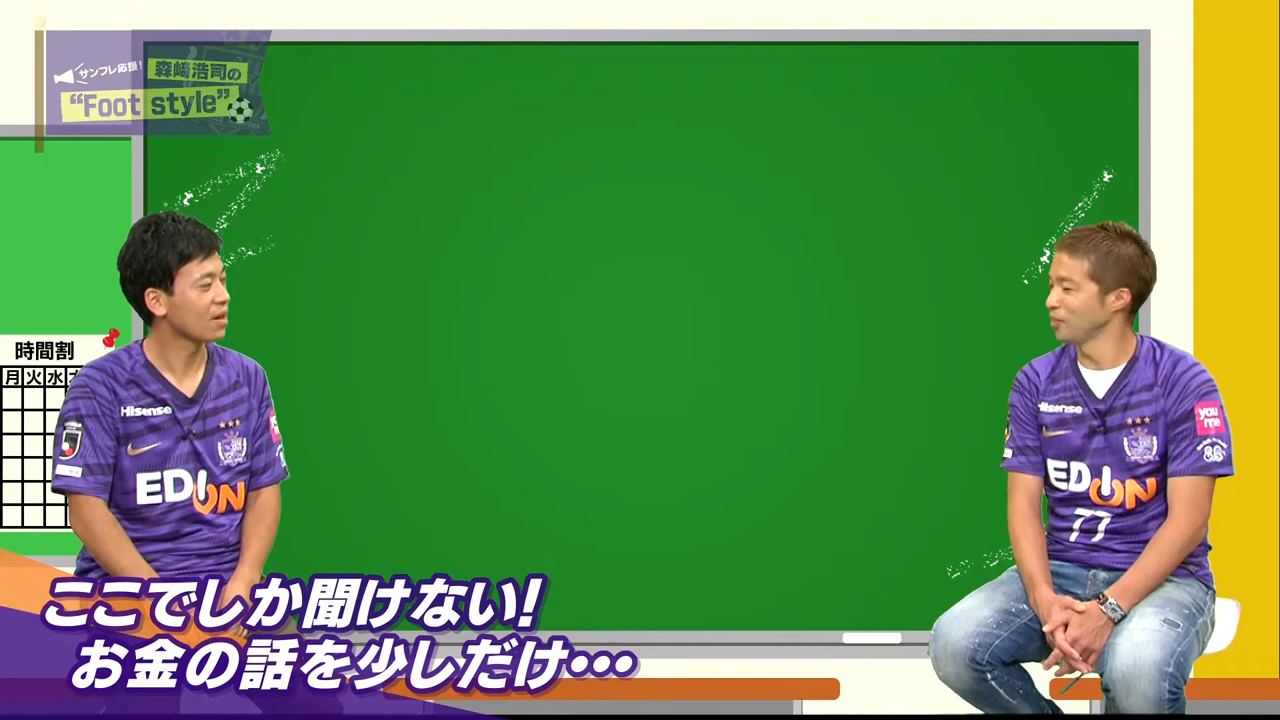 サンフレ応援!
森﨑浩司の
“Foot style”
時間割
月火水木
Hisense
EDION
Hisense
you
me
EDION
77
ここでしか聞けない!
お金の話を少しだけ…